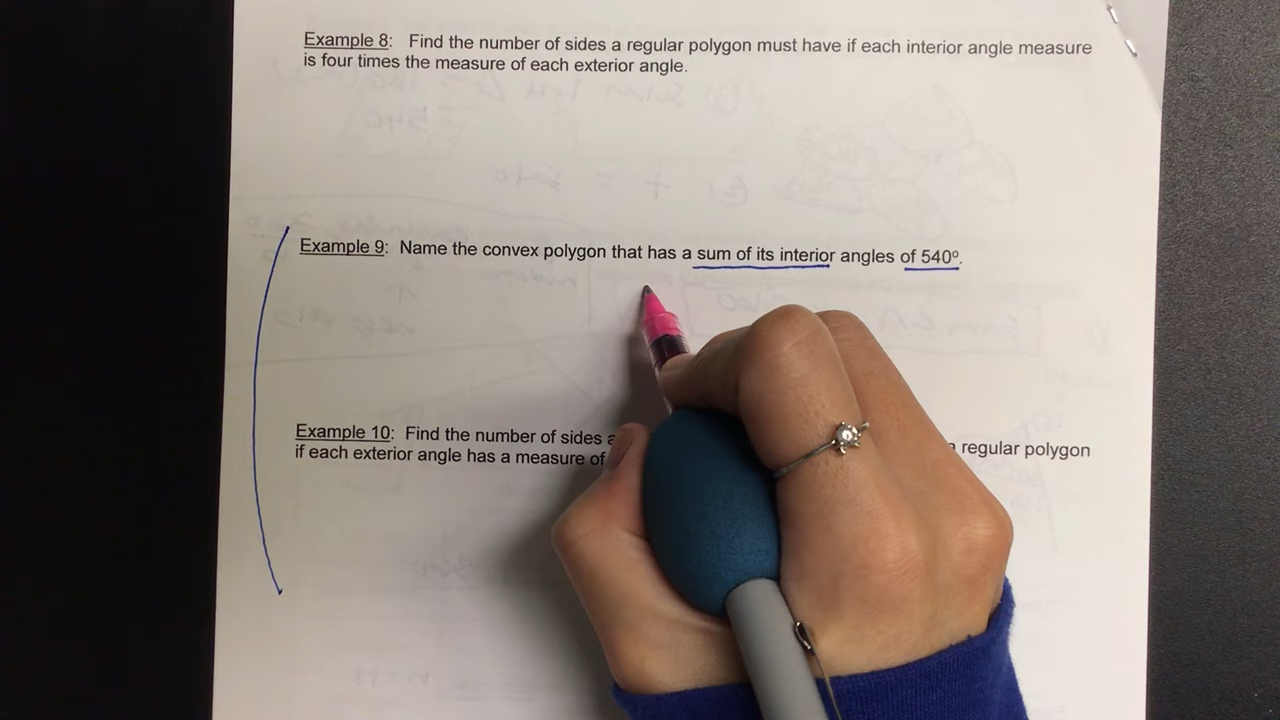 Example 8: Find the number of sides a regular polygon must have if each interior angle measure
is four times the measure of each exterior angle.
Example 9: Name the convex polygon that has a sum of its interior angles of 540°.
Example 10: Find the number of sides regular polygon
if each exterior angle has a measure of